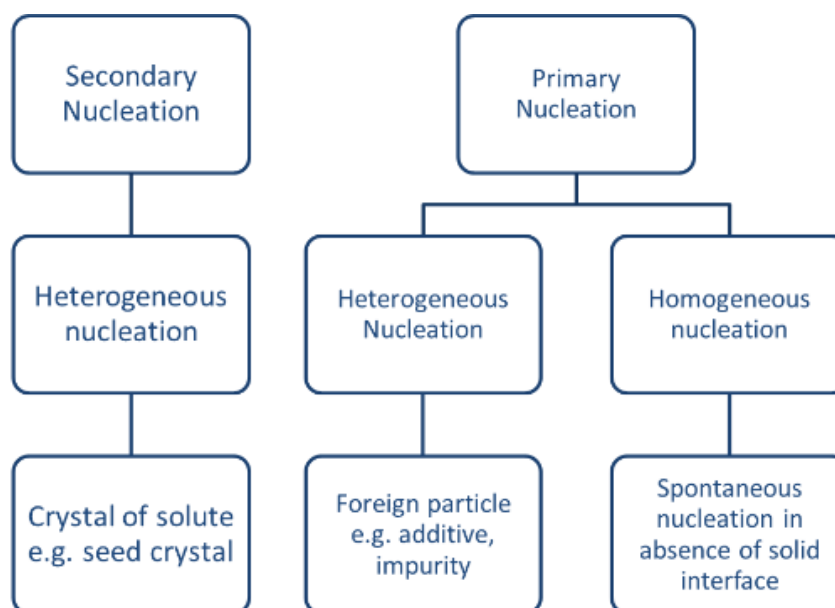 Secondary
Nucleation
Primary
Nucleation
Heterogeneous
nucleation
Heterogeneous
Nucleation
Homogeneous
nucleation
Crystal of solute
e.g. seed crystal
Foreign particle
e.g. additive,
impurity
Spontaneous
nucleation in
absence of solid
interface